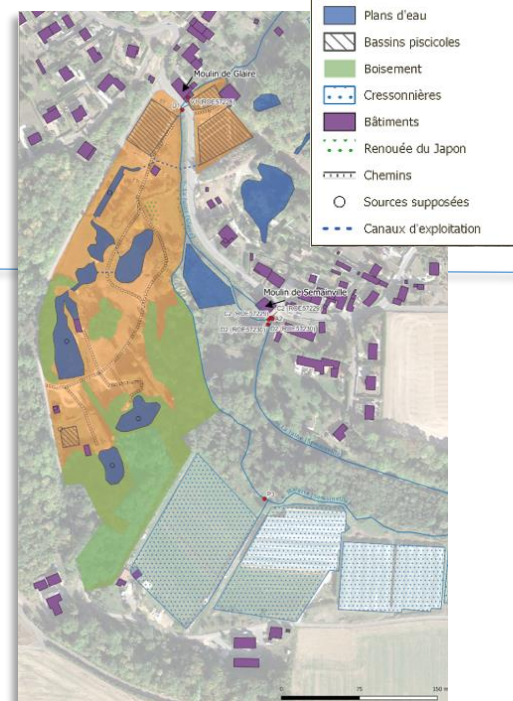 Plans d'eau
Bassins piscicoles
Boisement
Cressonnières
Bâtiments
Renouée du Japon
Chemins
Sources supposées
Canaux d'exploitation
Moulin de Glaire
Moulin de Semainville
0 75 150 m